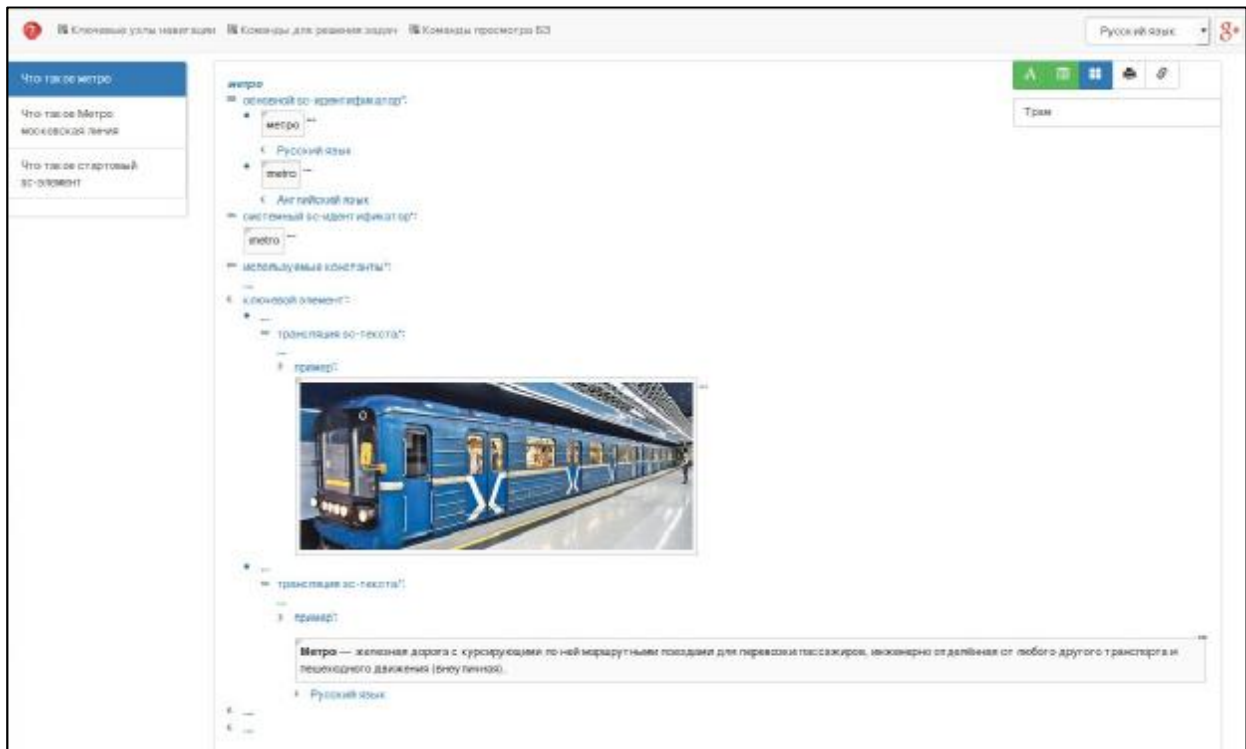 Ключевые узлы навигации Команды для решения задач Команды просмотра БЗ Русский язык
Что такое метро
Что такое Метро
московская линия
Что такое стартовый
sc-элемент
A
Трам
метро
основной sc-идентификатор*:
метро
Русский язык
metro
Английский язык
системный sc-идентификатор*:
metro
используемые константы*:
ключевой элемент':
трансляция sc-текста*:
пример':
трансляция sc-текста*:
пример':
Метро — железная дорога с курсирующими по ней маршрутными поездами для перевозки пассажиров, инженерно отделённая от любого другого транспорта и
пешеходного движения (внеуличная).
Русский язык